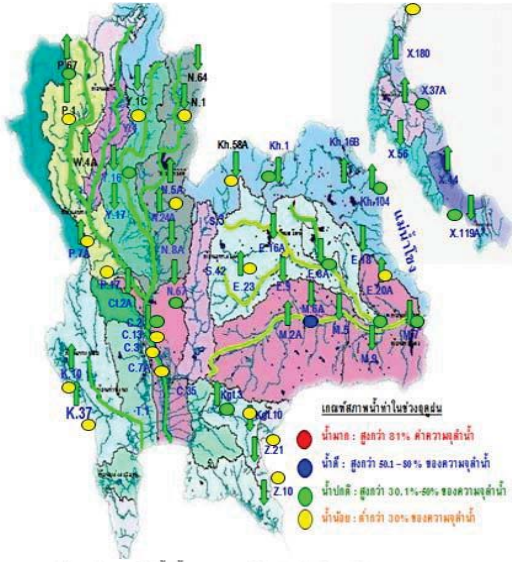 P.67
N.64
P.1
Y.1C
N.1
W.4A
Y.16
N.5A
Y.17
N.24A
N.8A
P.7A
P.17
N.67
CI.2A
C.2
C.13
C.3
C.7A
C.35
K.10
K.37
T.1
Kh.58A
Kh.1
Kh.16B
Kh.104
S.3
S.42
E.16A
E.23
E.9
E.8A
E.18
E.20A
แม่น้ำโขง
M.6A
M.2A
M.5
M.9
M.7
Kgt.3
Kgt.10
Z.21
Z.10
X.180
X.37A
X.56
X.44
X.119A
เกณฑ์สภาพน้ำท่าในช่วงฤดูฝน
น้ำมาก : สูงกว่า 81% ค่าความจุลำน้ำ
น้ำดี : สูงกว่า 50.1-80 % ของความจุลำน้ำ
น้ำปกติ : สูงกว่า 30.1%-50% ของความจุลำน้ำ
น้ำน้อย : ต่ำกว่า 30% ของความจุลำน้ำ